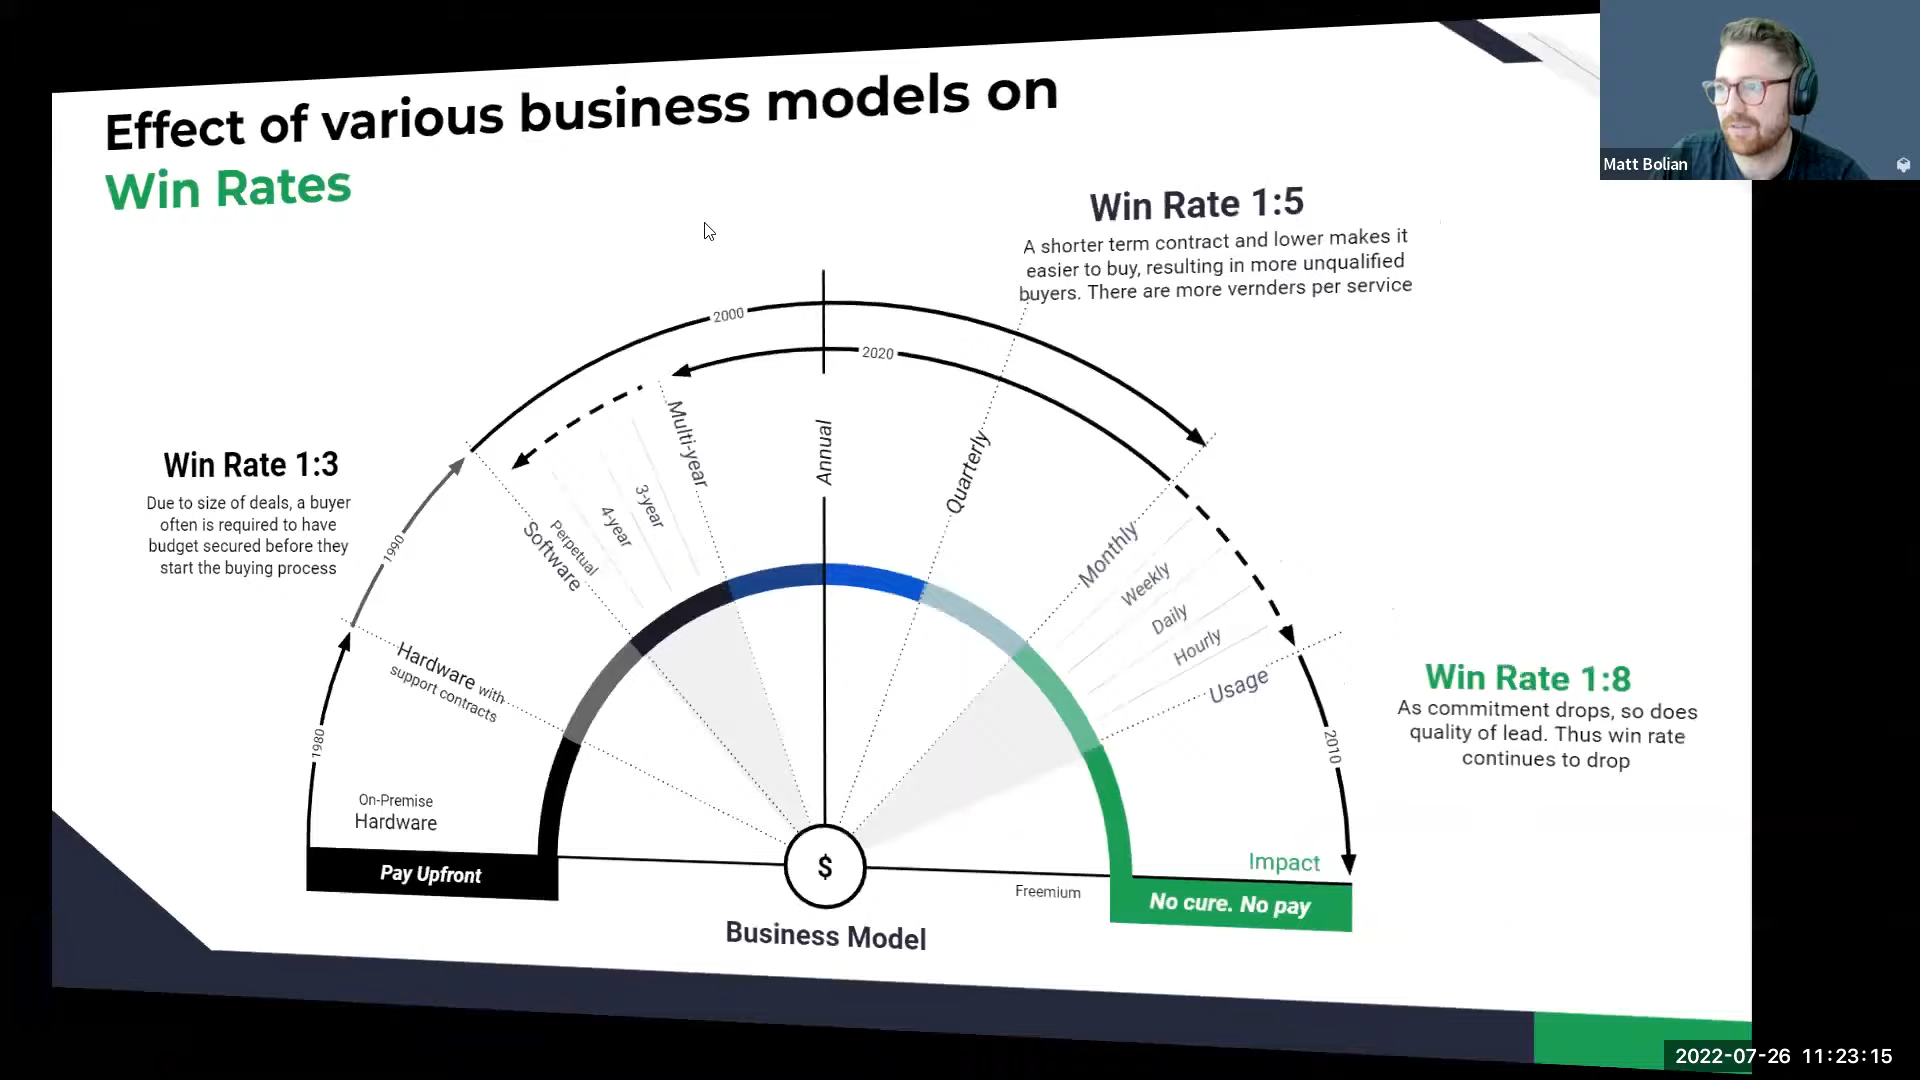 Effect of various business models on
Win Rates
Matt Bolian
Win Rate 1:5
A shorter term contract and lower makes it
easier to buy, resulting in more unqualified
buyers. There are more vernders per service
2000
2020
Win Rate 1:3
Due to size of deals, a buyer
often is required to have
budget secured before they
start the buying process
1990
1980
Hardware with
support contracts
Software
Perpetual
4-year
3-year
Multi-year
Annual
Quarterly
Monthly
Weekly
Daily
Hourly
Usage
2010
Win Rate 1:8
As commitment drops, so does
quality of lead. Thus win rate
continues to drop
On-Premise
Hardware
Pay Upfront
$
Freemium
Impact
No cure. No pay
Business Model
2022-07-26 11:23:15